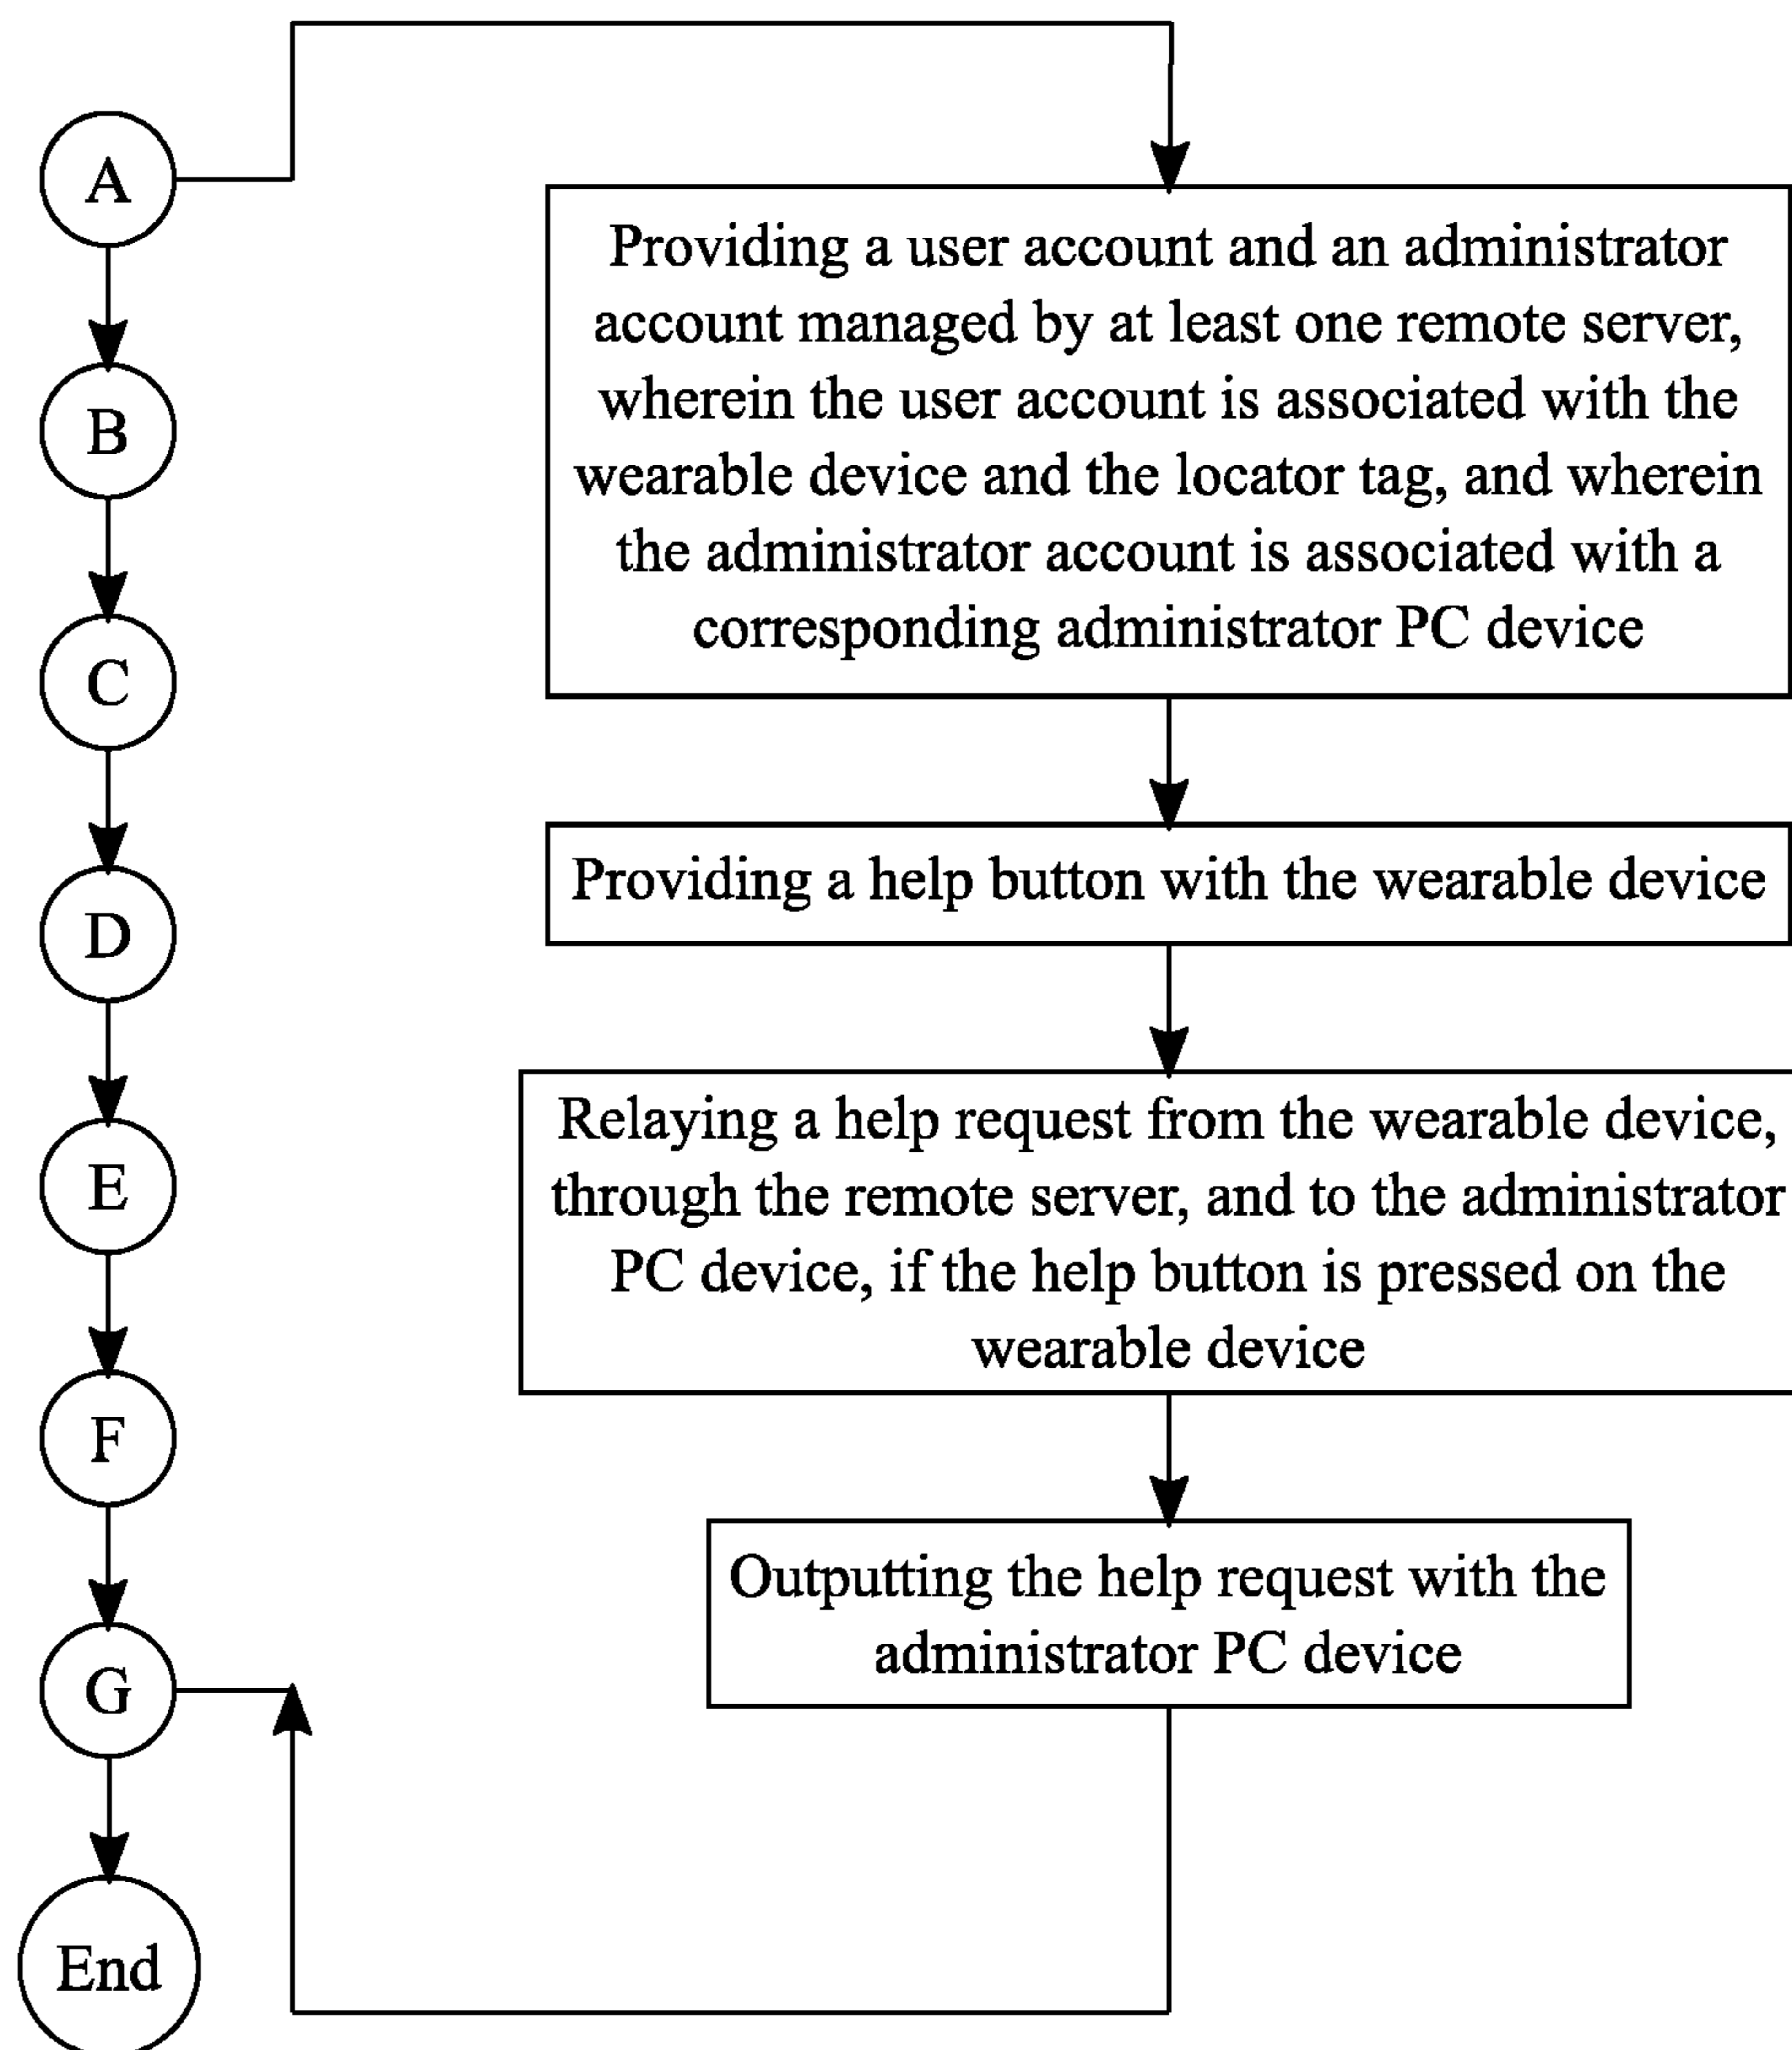 A
B
C
D
E
F
G
End
Providing a user account and an administrator
account managed by at least one remote server,
wherein the user account is associated with the
wearable device and the locator tag, and wherein
the administrator account is associated with a
corresponding administrator PC device
Providing a help button with the wearable device
Relaying a help request from the wearable device,
through the remote server, and to the administrator
PC device, if the help button is pressed on the
wearable device
Outputting the help request with the
administrator PC device